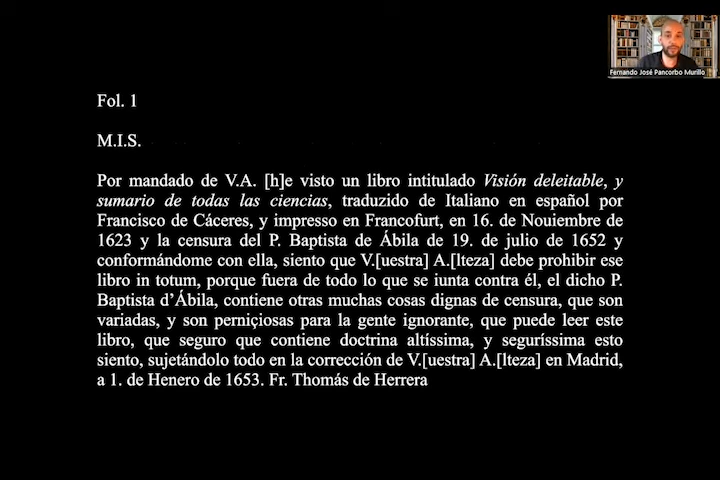 Fernando José Pancorbo Murillo
Fol. 1
M.I.S.
Por mandado de V.A. [h]e visto un libro intitulado Visión deleitable, y
sumario de todas las ciencias, traduzido de Italiano en español por
Francisco de Cáceres, y impresso en Francofurt, en 16. de Nouiembre de
1623 y la censura del P. Baptista de Ábila de 19. de julio de 1652 y
conformándome con ella, siento que V.[uestra] A.[lteza] debe prohibir ese
libro in totum, porque fuera de todo lo que se iunta contra él, el dicho P.
Baptista d'Ábila, contiene otras muchas cosas dignas de censura, que son
variadas, y son perniçiosas para la gente ignorante, que puede leer este
libro, que seguro que contiene doctrina altíssima, y seguríssima esto
siento, sujetándolo todo en la corrección de V.[uestra] A.[lteza] en Madrid,
a 1. de Henero de 1653. Fr. Thomás de Herrera